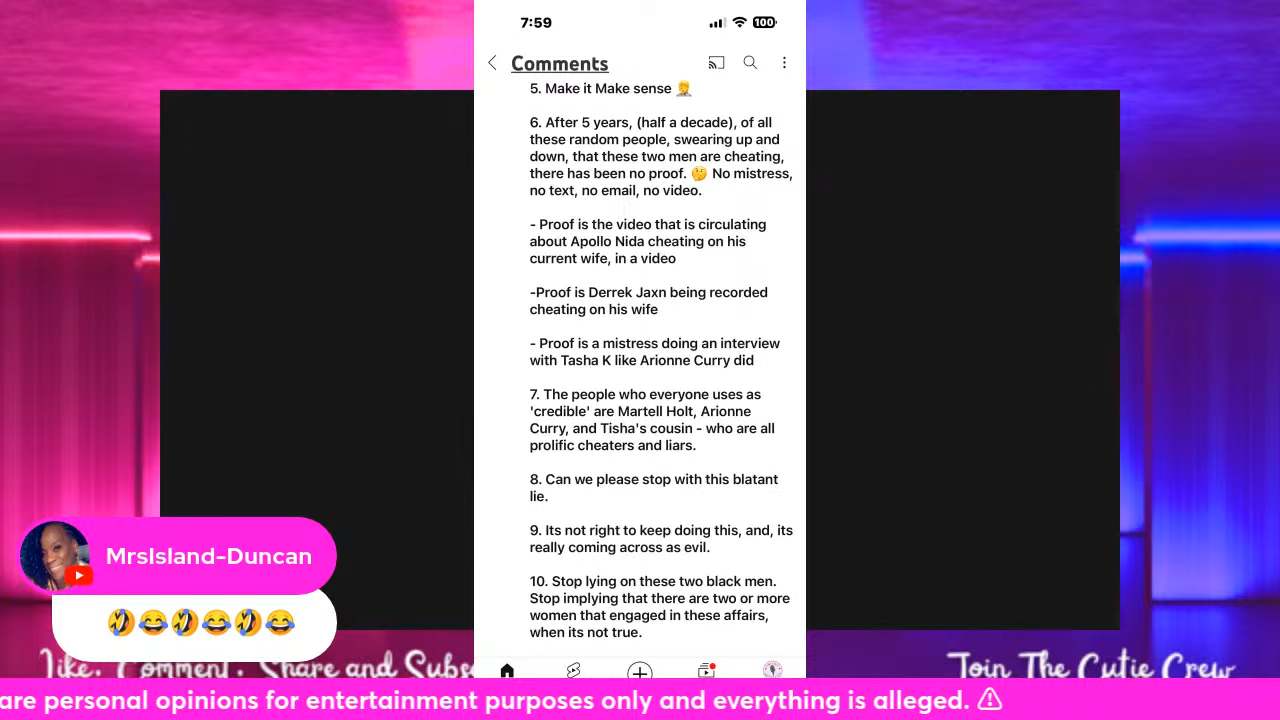 7:59
100
Comments
5. Make it Make sense 🤦
6. After 5 years, (half a decade), of all
these random people, swearing up and
down, that these two men are cheating,
there has been no proof. 🤔 No mistress,
no text, no email, no video.
- Proof is the video that is circulating
about Apollo Nida cheating on his
current wife, in a video
-Proof is Derrek Jaxn being recorded
cheating on his wife
- Proof is a mistress doing an interview
with Tasha K like Arionne Curry did
7. The people who everyone uses as
'credible' are Martell Holt, Arionne
Curry, and Tisha's cousin - who are all
prolific cheaters and liars.
8. Can we please stop with this blatant
lie.
9. Its not right to keep doing this, and, its
really coming across as evil.
10. Stop lying on these two black men.
Stop implying that there are two or more
women that engaged in these affairs,
when its not true.
MrsIsland-Duncan
🤣😂🤣😂🤣😂
Like, Comment, Share and Subsc
Join The Cutie Crew
are personal opinions for entertainment purposes only and everything is alleged. ⚠